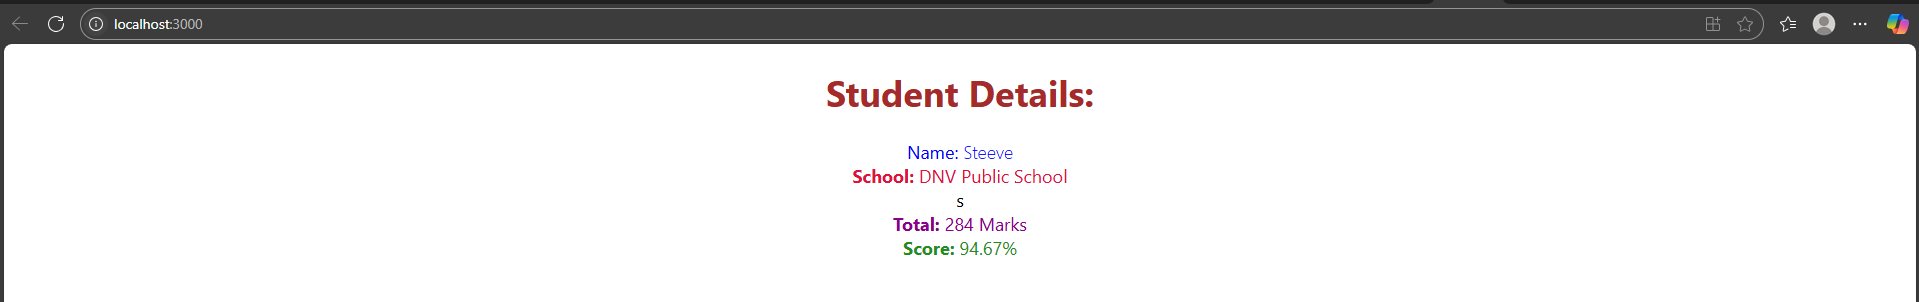 localhost:3000
Student Details:
Name: Steeve
School: DNV Public School
s
Total: 284 Marks
Score: 94.67%